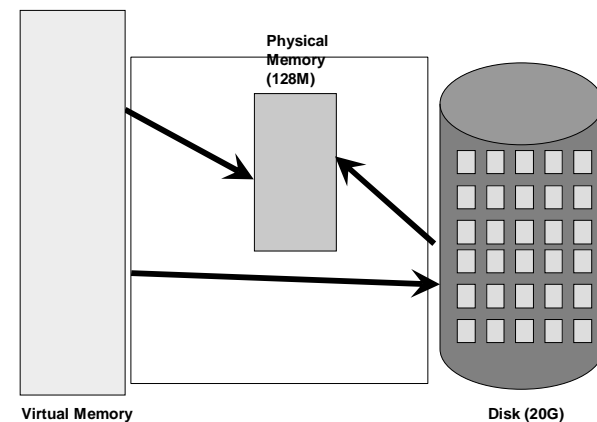 Physical
Memory
(128M)
Virtual Memory
Disk (20G)